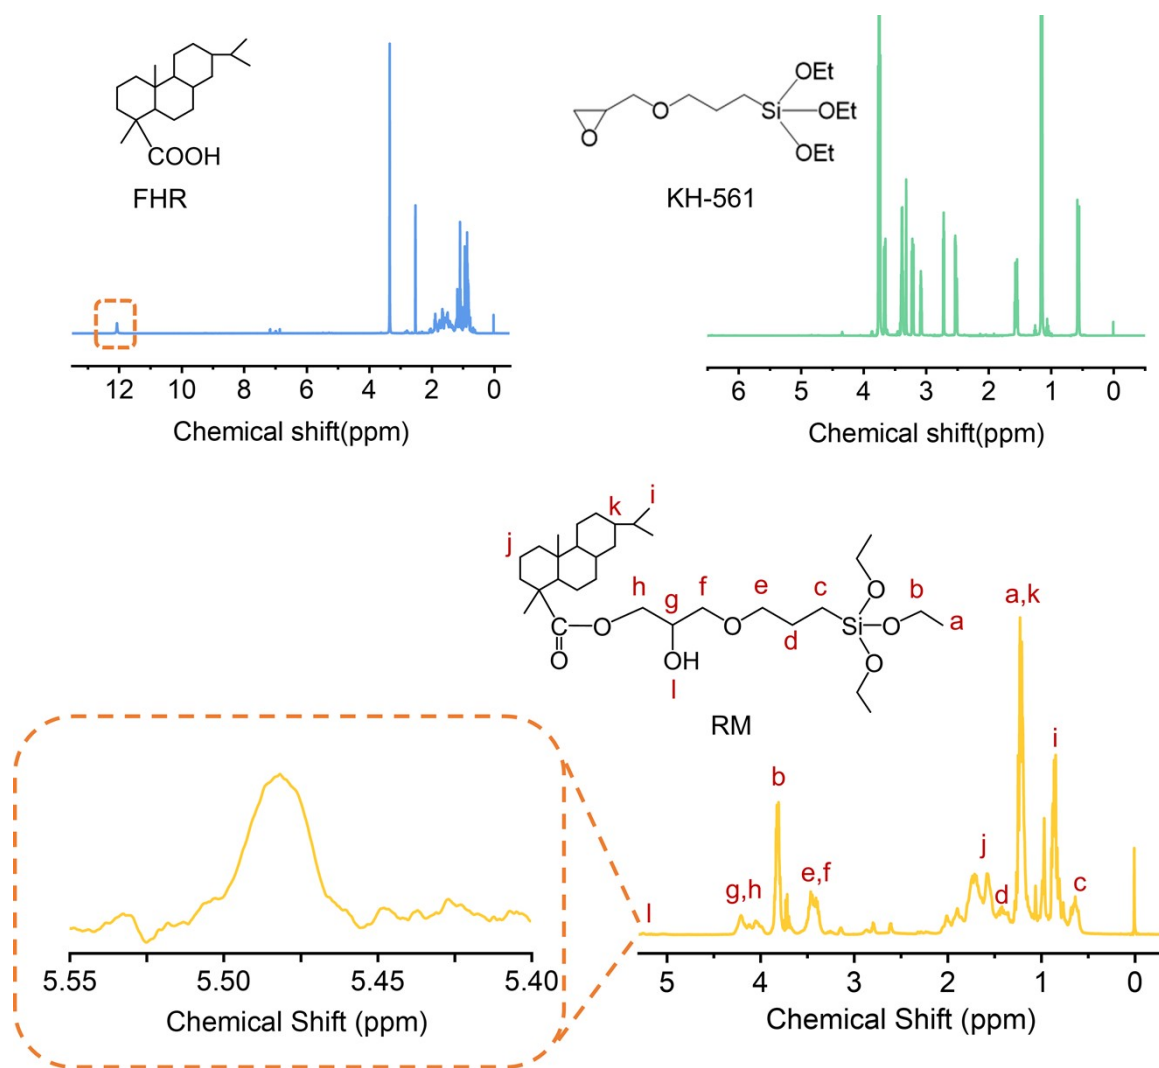 COOH
FHR
12 10 8 6 4 2 0
Chemical shift(ppm)
O
O
Si
OEt
OEt
OEt
KH-561
6 5 4 3 2 1 0
Chemical shift(ppm)
i
k
j
h
g
f
e
c
b
a
d
C
O
O
OH
O
Si
O
O
O
l
RM
a,k
i
b
j
e,f
g,h
d
c
l
5 4 3 2 1 0
Chemical Shift (ppm)
5.55 5.50 5.45 5.40
Chemical Shift (ppm)